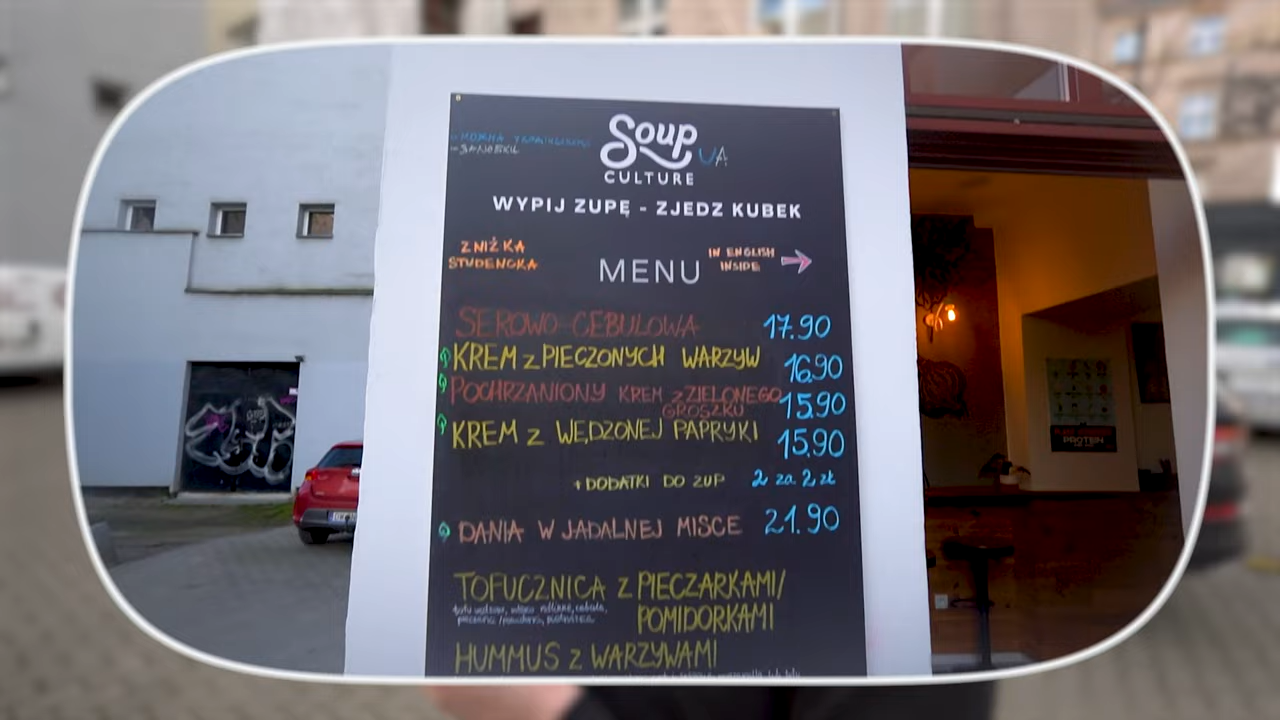 SOUP
CULTURE
UA
WYPIJ ZUPĘ - ZJEDZ KUBEK
ZNIŻKA
STUDENCKA
IN ENGLISH
INSIDE
MENU
SEROWO CEBULOWA 17.90
KREM z PIECZONYCH WARZYW 16.90
POCHRZANIONY KREM z ZIELONEGO
GROSZKU 15.90
KREM z WĘDZONEJ PAPRYKI 15.90
+ DODATKI DO ZUP 2 za 2 zł
DANIA W JADALNEJ MISCE 21.90
TOFUCZNICA z PIECZARKAMI/
POMIDORKAMI
HUMMUS z WARZYWAMI
PROTEIN